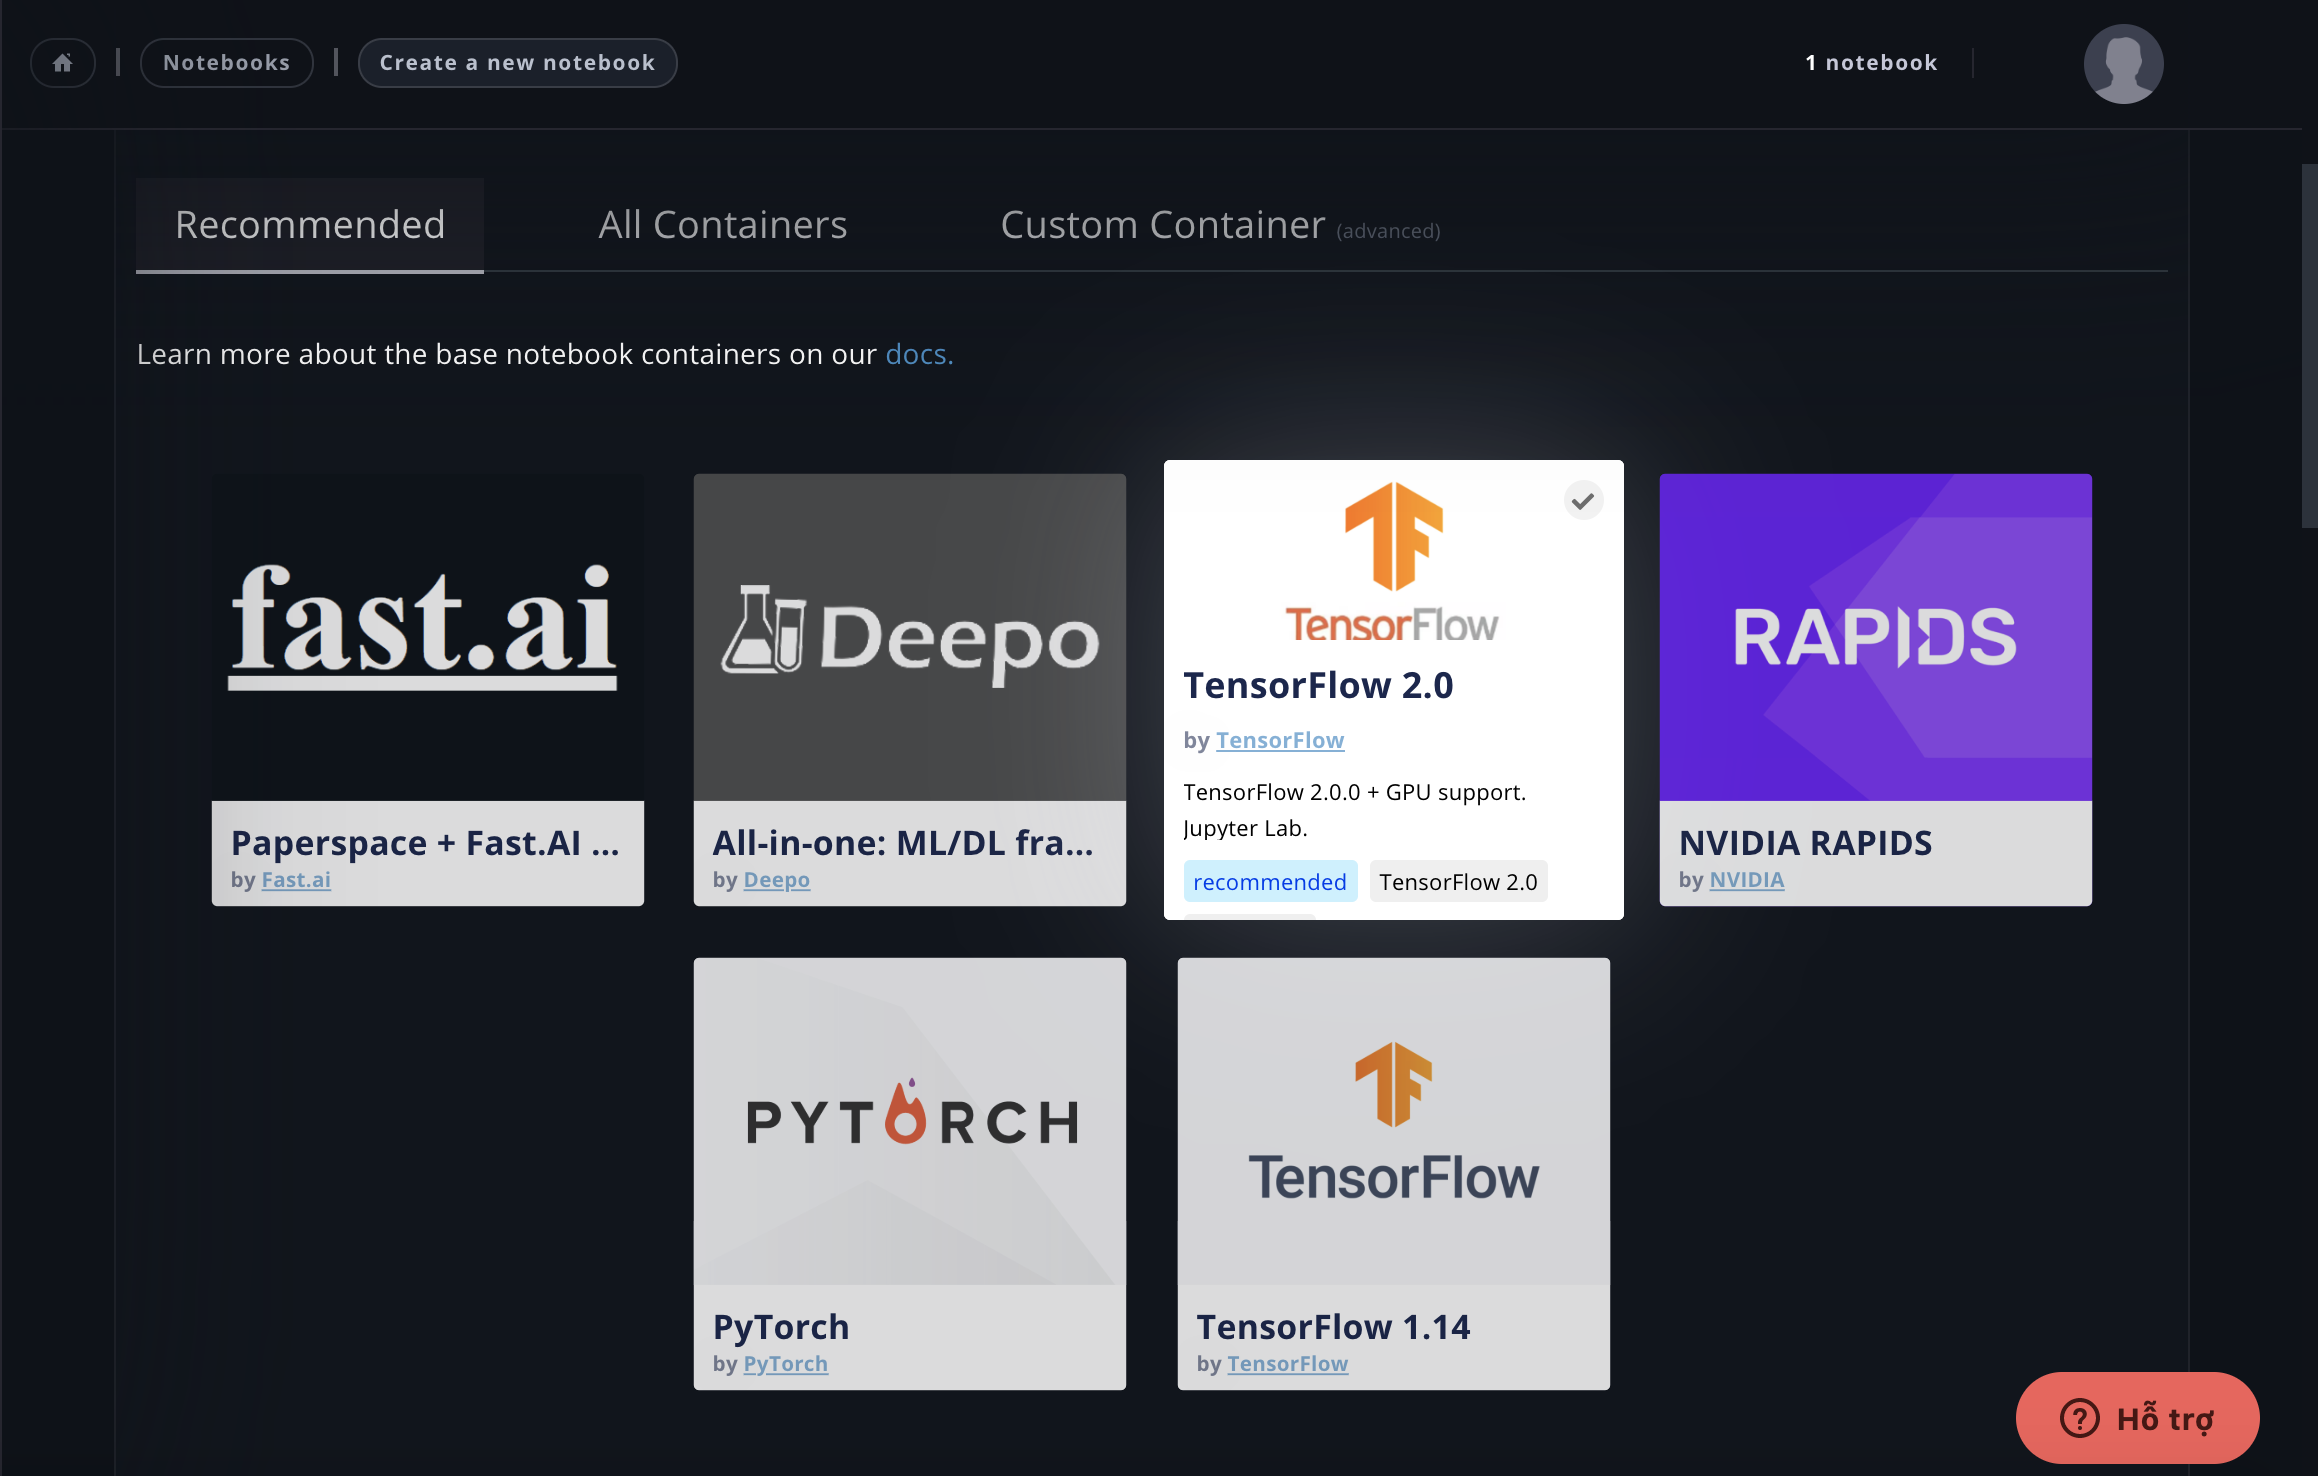 Notebooks
Create a new notebook
1 notebook
Recommended
All Containers
Custom Container (advanced)
Learn more about the base notebook containers on our docs.
fast.ai
Paperspace + Fast.AI ...
by Fast.ai
Deepo
All-in-one: ML/DL fra...
by Deepo
TensorFlow
TensorFlow 2.0
by TensorFlow
TensorFlow 2.0.0 + GPU support.
Jupyter Lab.
recommended
TensorFlow 2.0
RAPIDS
NVIDIA RAPIDS
by NVIDIA
PYTORCH
PyTorch
by PyTorch
TensorFlow
TensorFlow 1.14
by TensorFlow
? Hỗ trợ